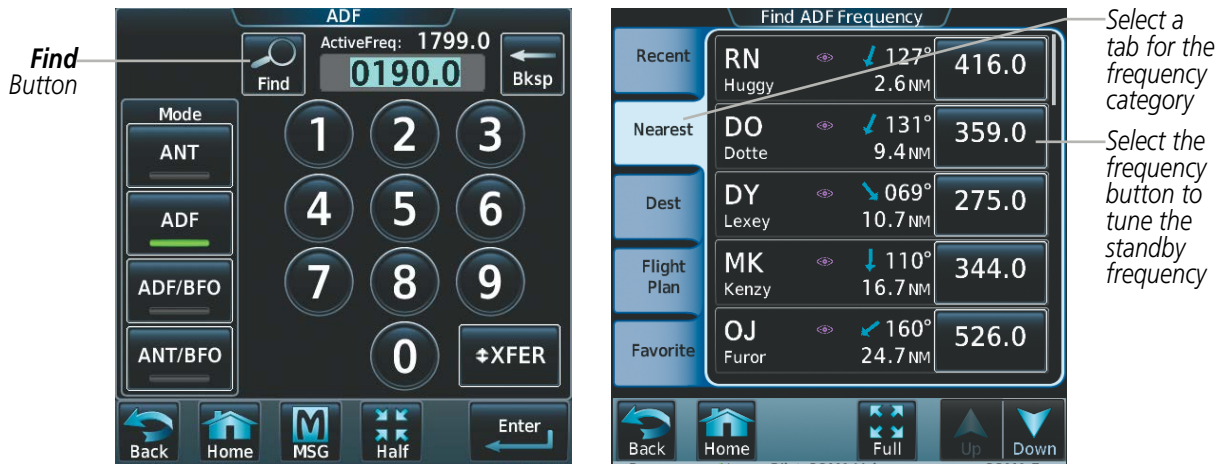 Find
Button
ADF
Find
ActiveFreq: 1799.0
0190.0
Bksp
Mode
ANT
ADF
ADF/BFO
ANT/BFO
1
2
3
4
5
6
7
8
9
0
XFER
Back
Home
MSG
Half
Enter
Find ADF Frequency
Recent
Nearest
Dest
Flight
Plan
Favorite
RN 127° 416.0
Huggy 2.6NM
DO 131° 359.0
Dotte 9.4NM
DY 069° 275.0
Lexey 10.7NM
MK 110° 344.0
Kenzy 16.7NM
OJ 160° 526.0
Furor 24.7NM
Back
Home
Full
Up
Down
Select a
tab for the
frequency
category
Select the
frequency
button to
tune the
standby
frequency